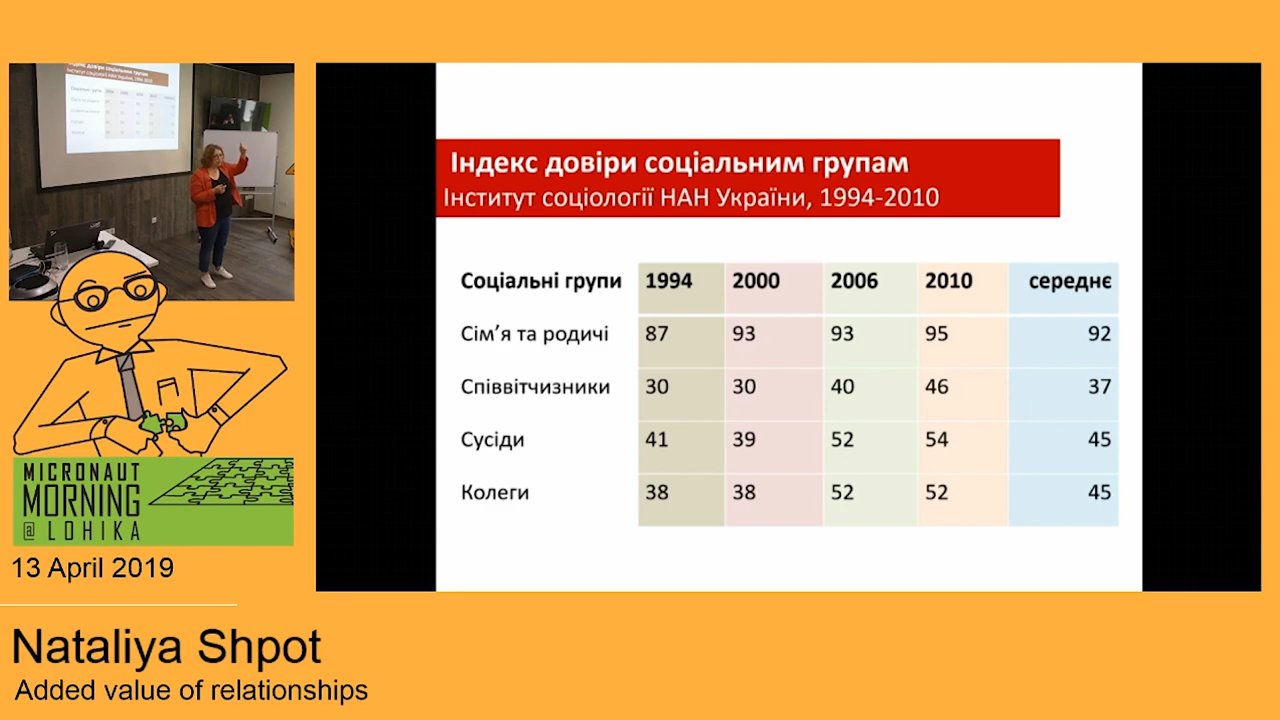 Індекс довіри соціальним групам
Інститут соціології НАН України, 1994-2010
Соціальні групи 1994 2000 2006 2010 середнє
Сім’я та родичі 87 93 93 95 92
Співвітчизники 30 30 40 46 37
Сусіди 41 39 52 54 45
Колеги 38 38 52 52 45
MICRONAUT
MORNING
@ LOHIKA
13 April 2019
Nataliya Shpot
Added value of relationships